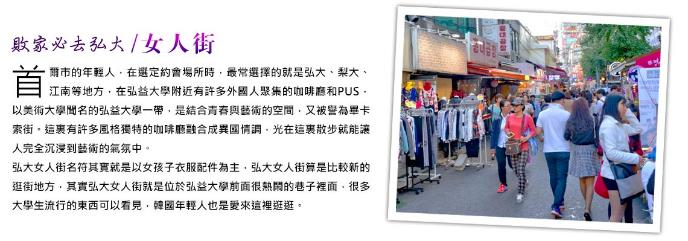 敗家必去弘大/女人街
首爾市的年輕人，在選定約會場所時，最常選擇的就是弘大、梨大、
江南等地方，在弘益大學附近有許多外國人聚集的咖啡廳和PUS，
以美術大學聞名的弘益大學一帶，是結合青春與藝術的空間，又被譽為畢卡
索街。這裏有許多風格獨特的咖啡廳融合成異國情調，光在這裏散步就能讓
人完全沉浸到藝術的氣氛中。
弘大女人街名符其實就是以女孩子衣服配件為主，弘大女人街算是比較新的
逛街地方，其實弘大女人街就是位於弘益大學前面很熱鬧的巷子裡面，很多
大學生流行的東西可以看見，韓國年輕人也是愛來這裡逛逛。